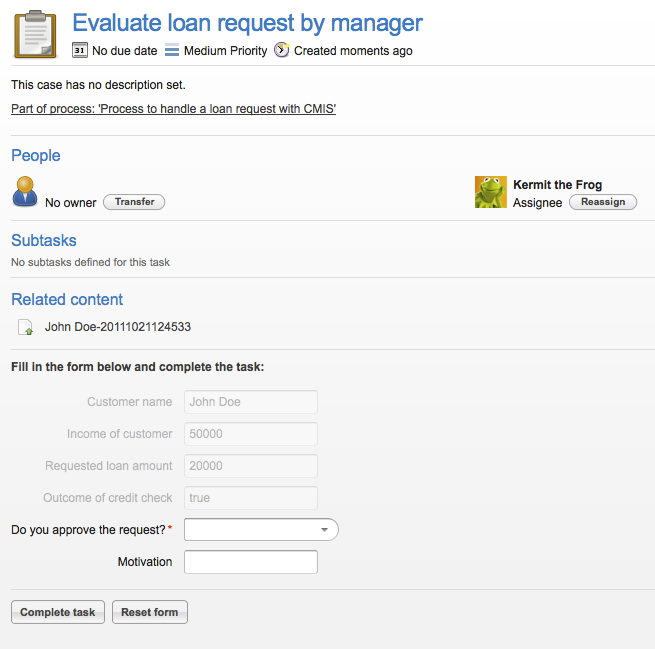 Evaluate loan request by manager
31 No due date Medium Priority Created moments ago
This case has no description set.
Part of process: 'Process to handle a loan request with CMIS'
People
No owner Transfer
Kermit the Frog
Assignee Reassign
Subtasks
No subtasks defined for this task
Related content
John Doe-20111021124533
Fill in the form below and complete the task:
Customer name John Doe
Income of customer 50000
Requested loan amount 20000
Outcome of credit check true
Do you approve the request? *
Motivation
Complete task Reset form